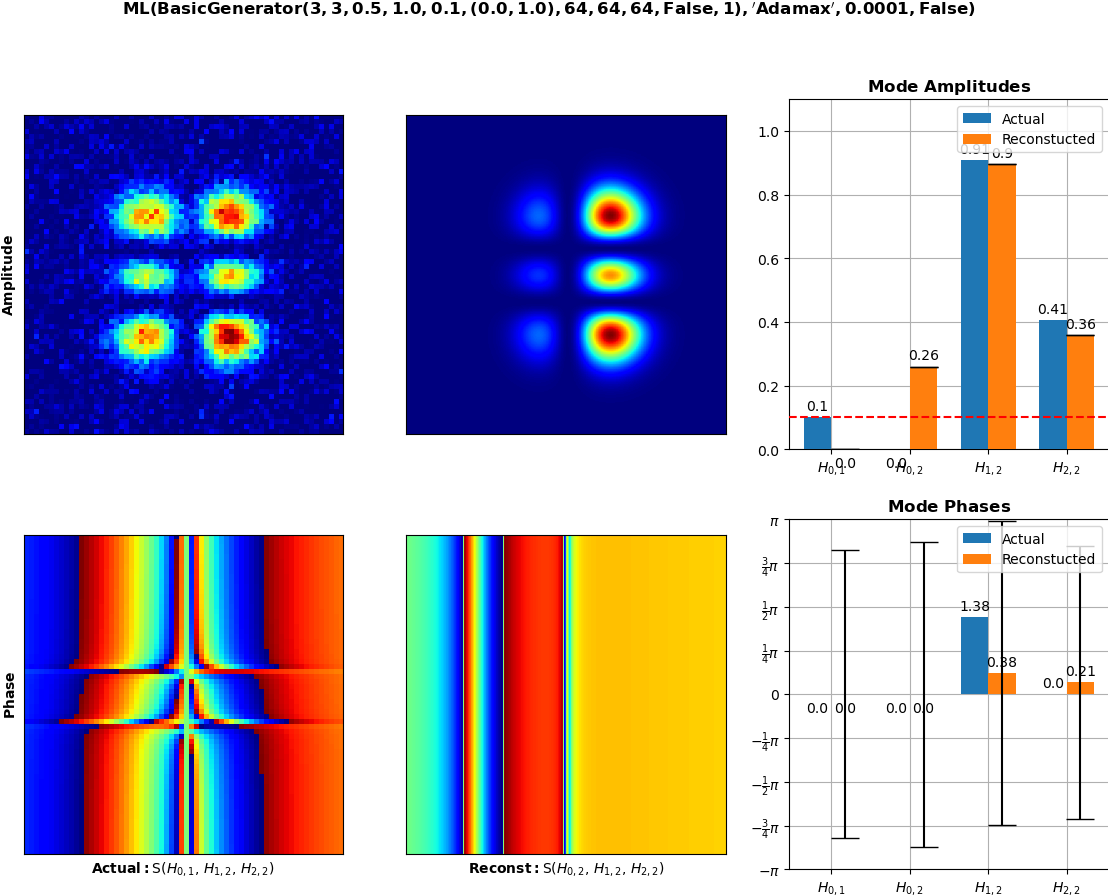 ML(BasicGenerator(3, 3, 0.5, 1.0, 0.1, (0.0, 1.0), 64, 64, 64, False, 1), ′Adamax′, 0.0001, False)
Amplitude
Mode Amplitudes
Actual
Reconstucted
1.0
0.8
0.6
0.4
0.2
0.0
0.1
0.0
0.0
0.26
0.91
0.9
0.41
0.36
H0,1
H0,2
H1,2
H2,2
Phase
Actual: S(H0,1, H1,2, H2,2)
Reconst: S(H0,2, H1,2, H2,2)
Mode Phases
Actual
Reconstucted
π
3/4π
1/2π
1/4π
0
−1/4π
−1/2π
−3/4π
−π
0.0
0.0
0.0
0.0
1.38
0.38
0.0
0.21
H0,1
H0,2
H1,2
H2,2